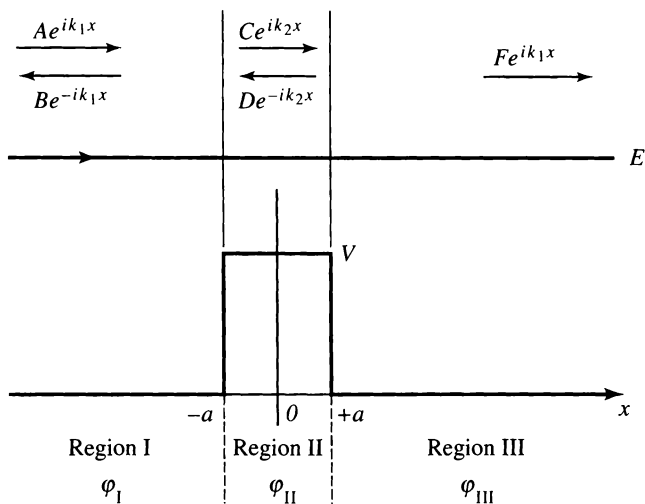 Ae^{ik_1x} Ce^{ik_2x} Fe^{ik_1x}
Be^{-ik_1x} De^{-ik_2x}
E
V
-a 0 +a x
Region I Region II Region III
φ_I φ_II φ_III